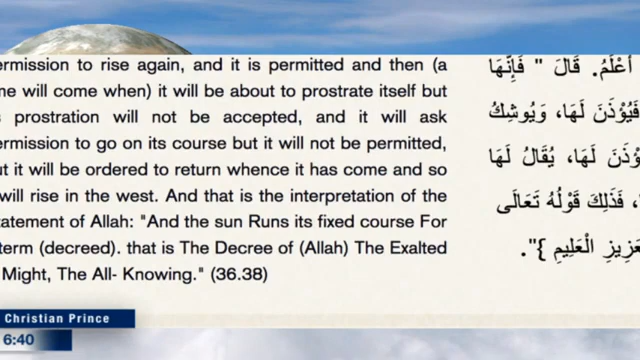 ermission to rise again, and it is permitted and then (a
me will come when) it will be about to prostrate itself but
s prostration will not be accepted, and it will ask
ermission to go on its course but it will not be permitted,
ut it will be ordered to return whence it has come and so
will rise in the west. And that is the interpretation of the
tatement of Allah: "And the sun Runs its fixed course For
term (decreed). that is The Decree of (Allah) The Exalted
Might, The All- Knowing." (36.38)
أَعْلَمُ. قَالَ " فَإِنَّهَا
فَيُؤْذَنَ لَهَا، وَيُوشِكُ
ؤْذَنَ لَهَا، يُقَالُ لَهَا
، فَذَلِكَ قَوْلُهُ تَعَالَى
عَزِيزِ الْعَلِيمِ }".
Christian Prince
6:40